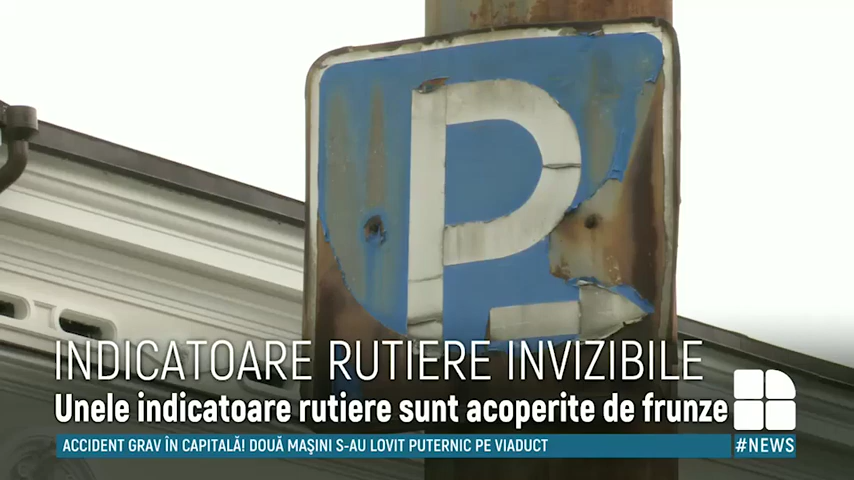 P
INDICATOARE RUTIERE INVIZIBILE
Unele indicatoare rutiere sunt acoperite de frunze
ACCIDENT GRAV ÎN CAPITALĂ! DOUĂ MAȘINI S-AU LOVIT PUTERNIC PE VIADUCT
#NEWS